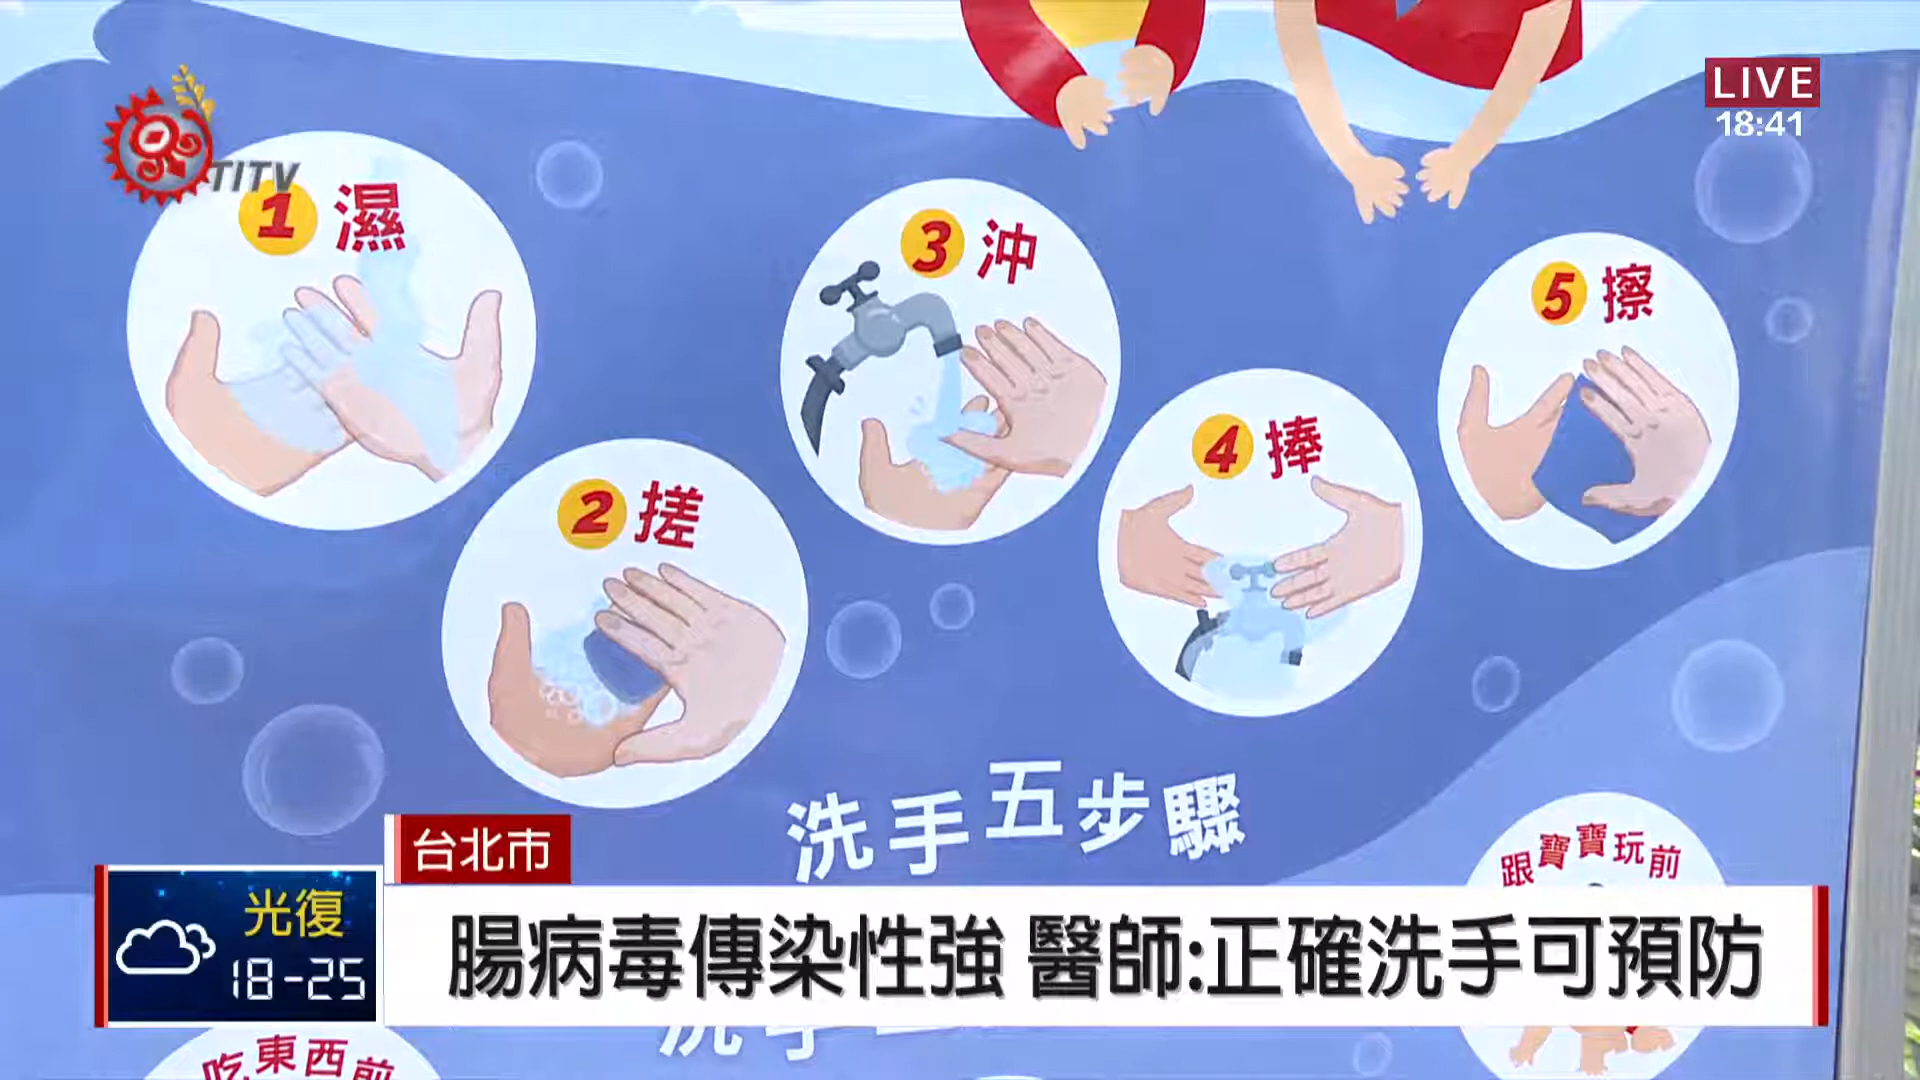 TITV
LIVE
18:41
1 濕
2 搓
3 沖
4 捧
5 擦
洗手五步驟
跟寶寶玩前
台北市
光復
18-25
腸病毒傳染性強 醫師:正確洗手可預防
洗手
吃東西前